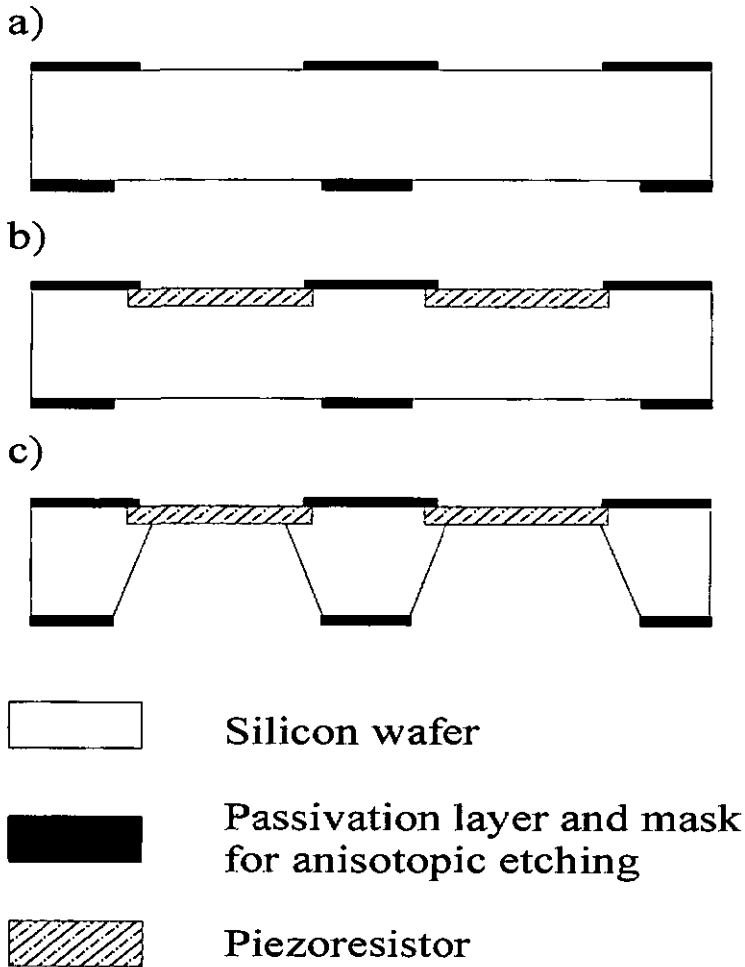 a)
b)
c)
Silicon wafer
Passivation layer and mask
for anisotopic etching
Piezoresistor